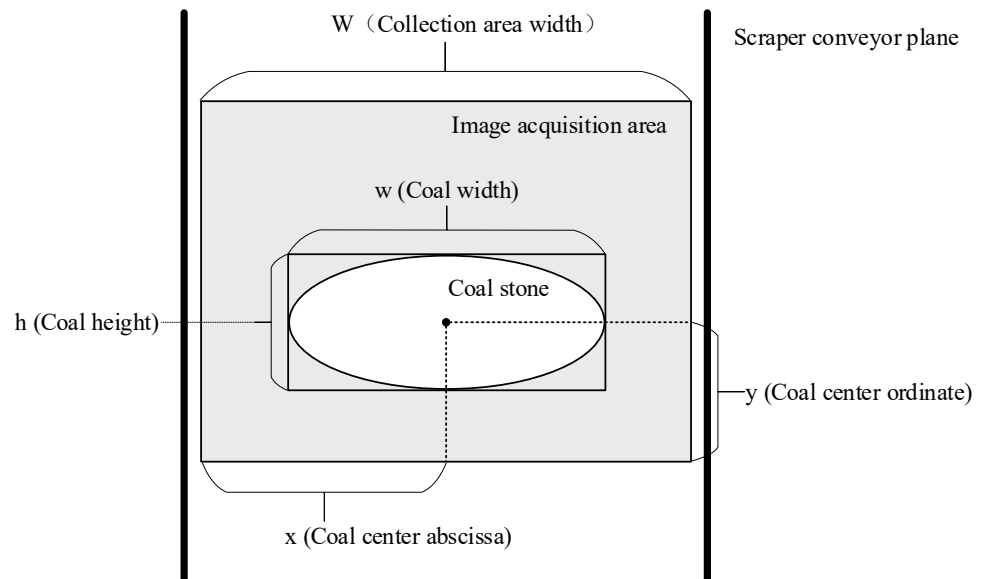 W（Collection area width）
Scraper conveyor plane
Image acquisition area
w (Coal width)
Coal stone
h (Coal height)
y (Coal center ordinate)
x (Coal center abscissa)